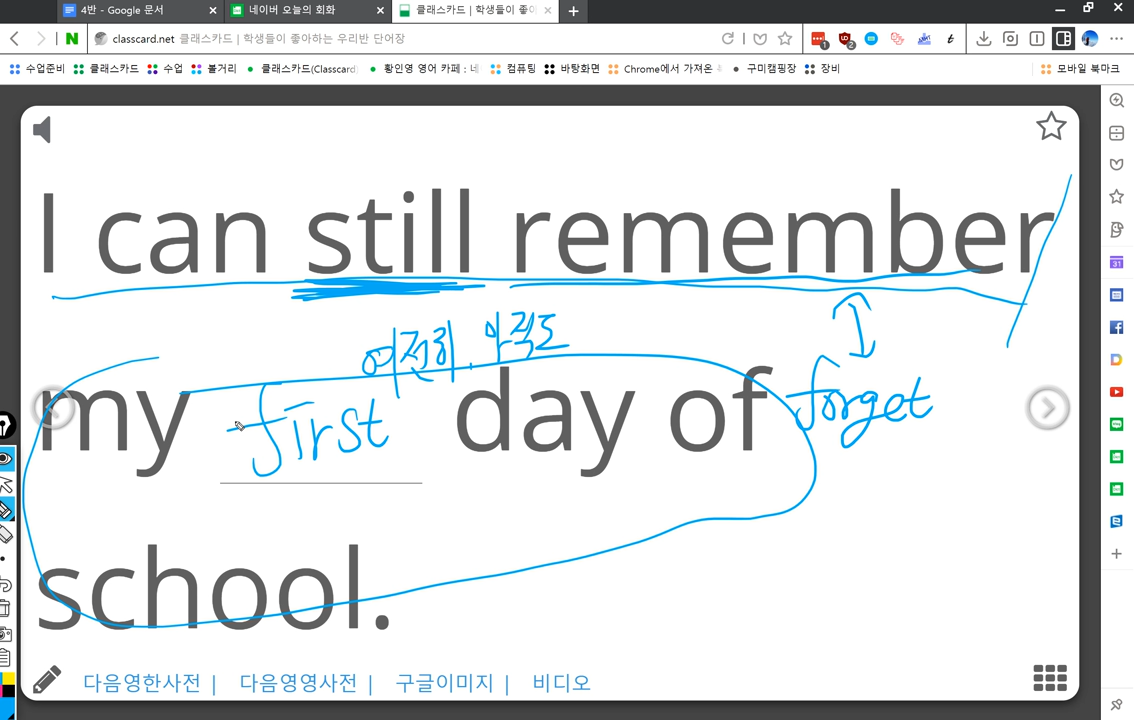 4반 - Google 문서
네이버 오늘의 회화
클래스카드 | 학생들이 좋아
classcard.net 클래스카드 | 학생들이 좋아하는 우리반 단어장
수업준비 클래스카드 수업 볼거리 클래스카드(Classcard) 황인영 영어 카페 : 네 컴퓨팅 바탕화면 Chrome에서 가져온 구미캠핑장 장비 모바일 북마크
I can still remember
여전히, 아직도
my first day of forget
school.
다음영한사전 | 다음영영사전 | 구글이미지 | 비디오